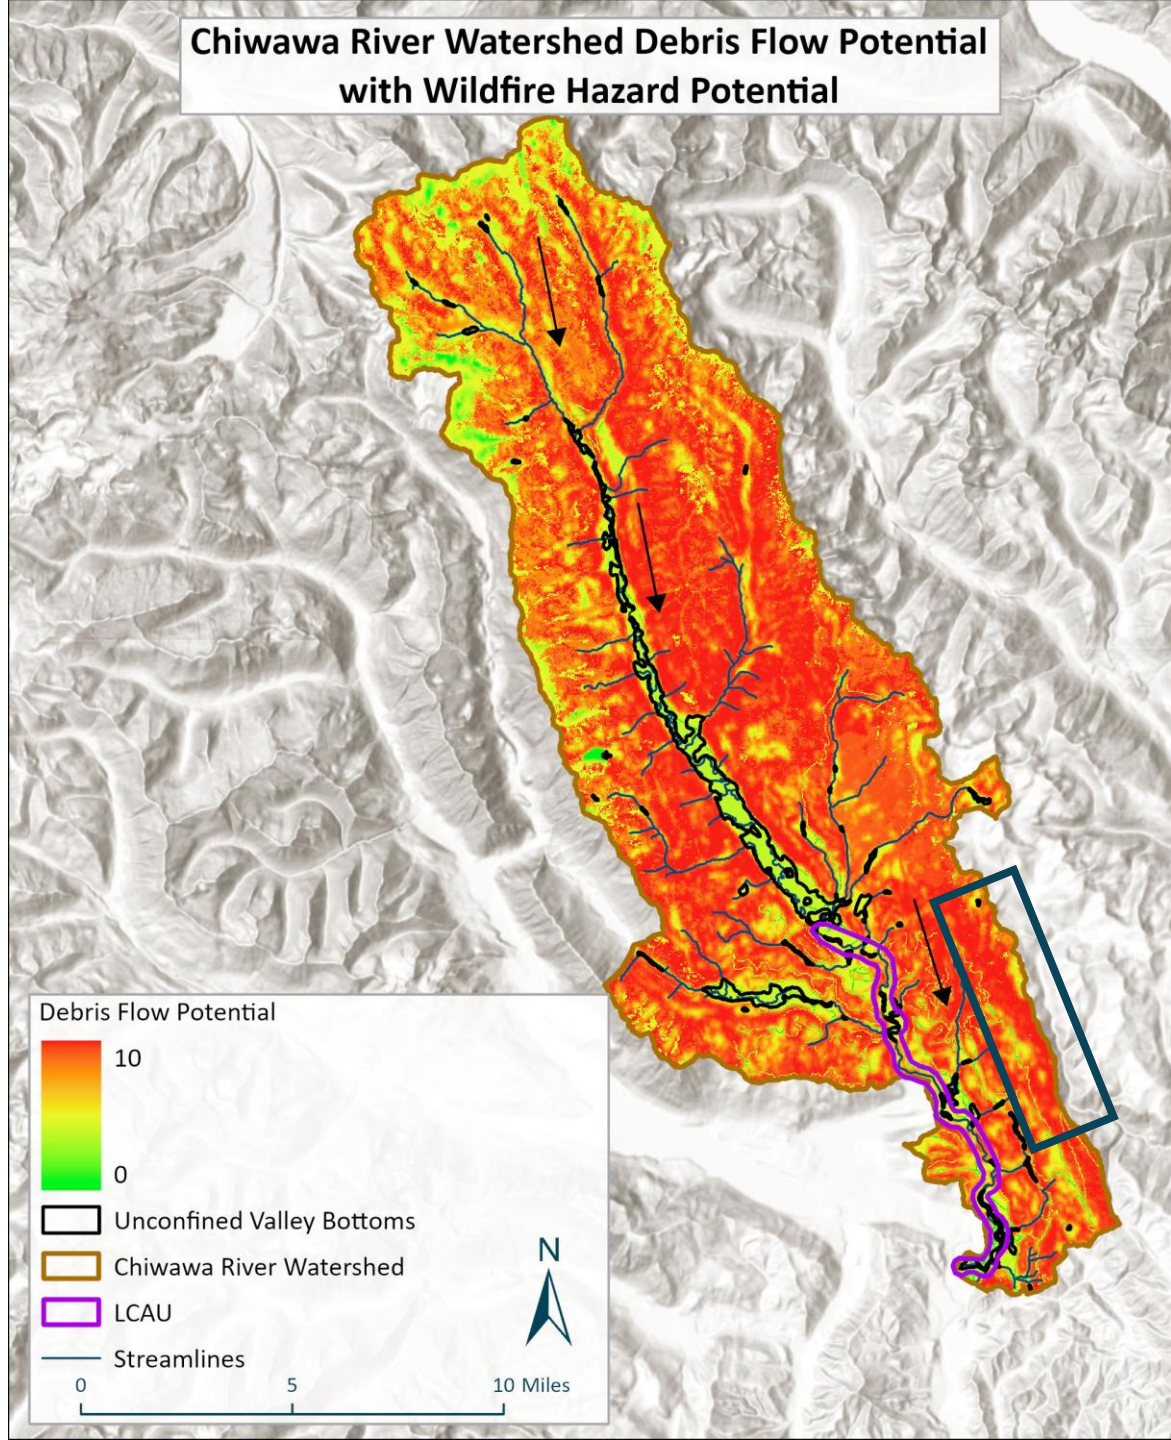 Chiwawa River Watershed Debris Flow Potential
with Wildfire Hazard Potential
Debris Flow Potential
10
0
Unconfined Valley Bottoms
Chiwawa River Watershed
LCAU
Streamlines
N
0 5 10 Miles